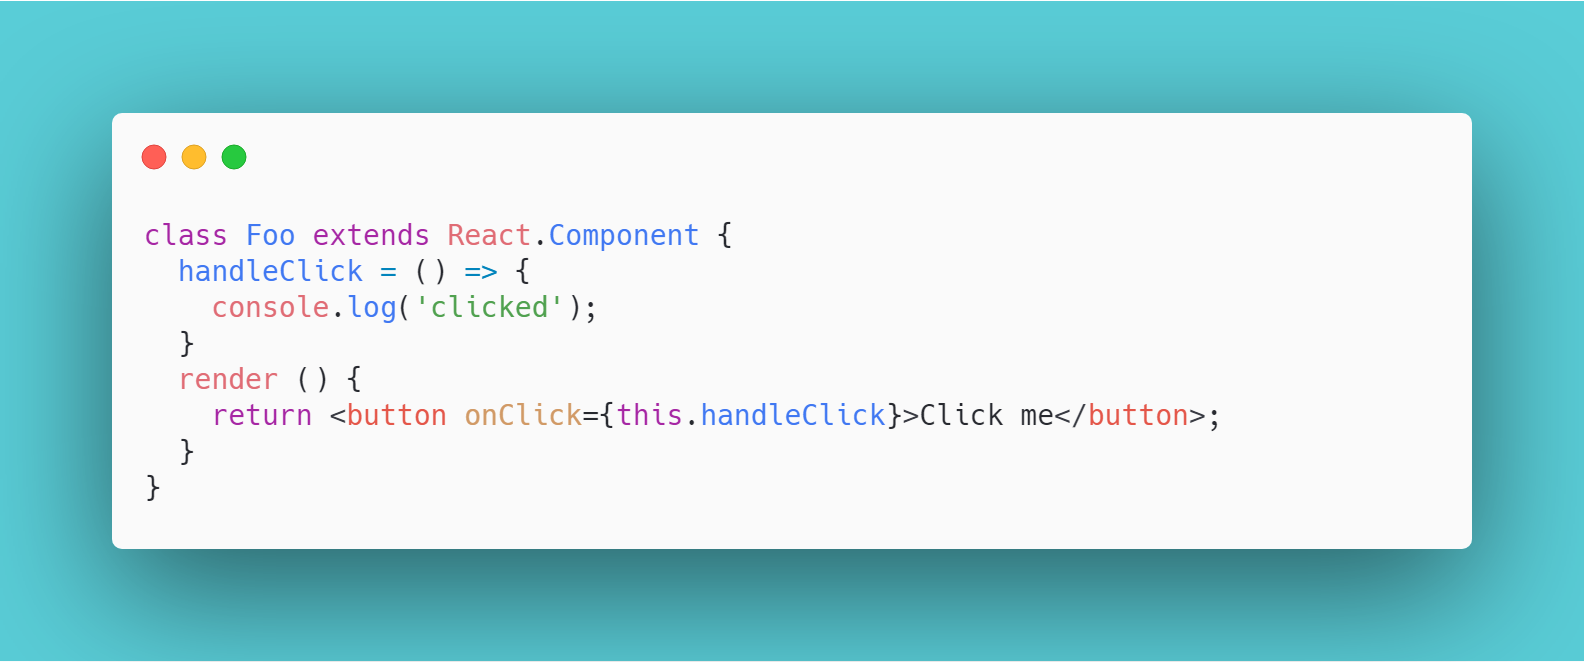 class Foo extends React.Component {
  handleClick = () => {
    console.log('clicked');
  }
  render () {
    return <button onClick={this.handleClick}>Click me</button>;
  }
}